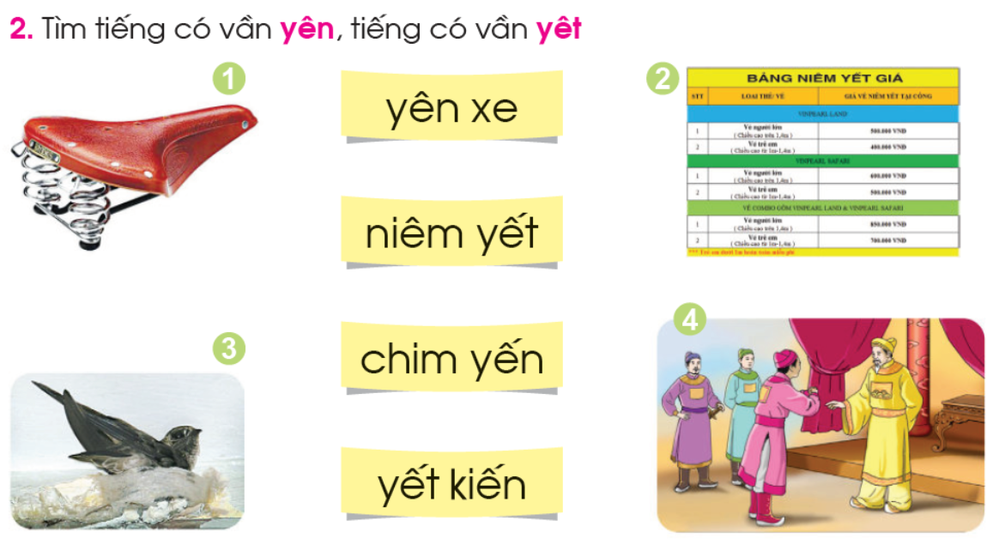 2. Tìm tiếng có vần yên, tiếng có vần yêt
1
yên xe
2
BẢNG NIÊM YẾT GIÁ
STT LOẠI THẺ/ VÉ GIÁ VÉ NIÊM YẾT TẠI CỔNG
VINPEARL LAND
1 Vé người lớn 500.000 VNĐ
( Chiều cao trên 1,4m )
2 Vé trẻ em 400.000 VNĐ
( Chiều cao từ 1m-1,4m )
VINPEARL SAFARI
1 Vé người lớn 600.000 VNĐ
( Chiều cao trên 1,4m )
2 Vé trẻ em 500.000 VNĐ
( Chiều cao từ 1m-1,4m )
VÉ COMBO GỒM VINPEARL LAND & VINPEARL SAFARI
1 Vé người lớn 850.000 VNĐ
( Chiều cao trên 1,4m )
2 Vé trẻ em 700.000 VNĐ
( Chiều cao từ 1m-1,4m )
*** Trẻ em dưới 1m hoàn toàn miễn phí
niêm yết
3
chim yến
4
yết kiến